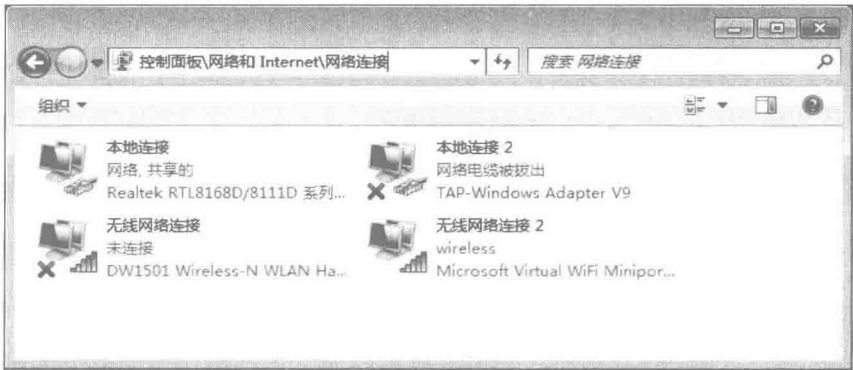 控制面板\网络和 Internet\网络连接
搜索 网络连接
组织
本地连接
网络, 共享的
Realtek RTL8168D/8111D 系列...
本地连接 2
网络电缆被拔出
TAP-Windows Adapter V9
无线网络连接
未连接
DW1501 Wireless-N WLAN Ha...
无线网络连接 2
wireless
Microsoft Virtual WiFi Minipor...